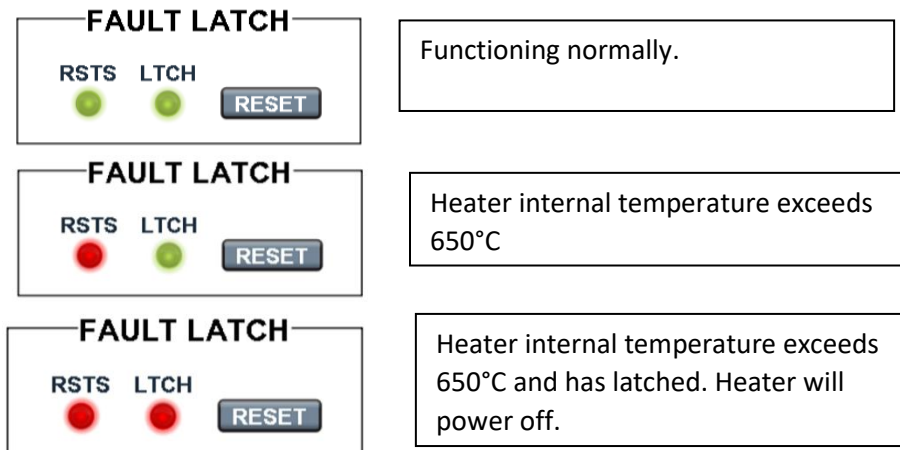 FAULT LATCH
RSTS LTCH
RESET
Functioning normally.
FAULT LATCH
RSTS LTCH
RESET
Heater internal temperature exceeds
650°C
FAULT LATCH
RSTS LTCH
RESET
Heater internal temperature exceeds
650°C and has latched. Heater will
power off.